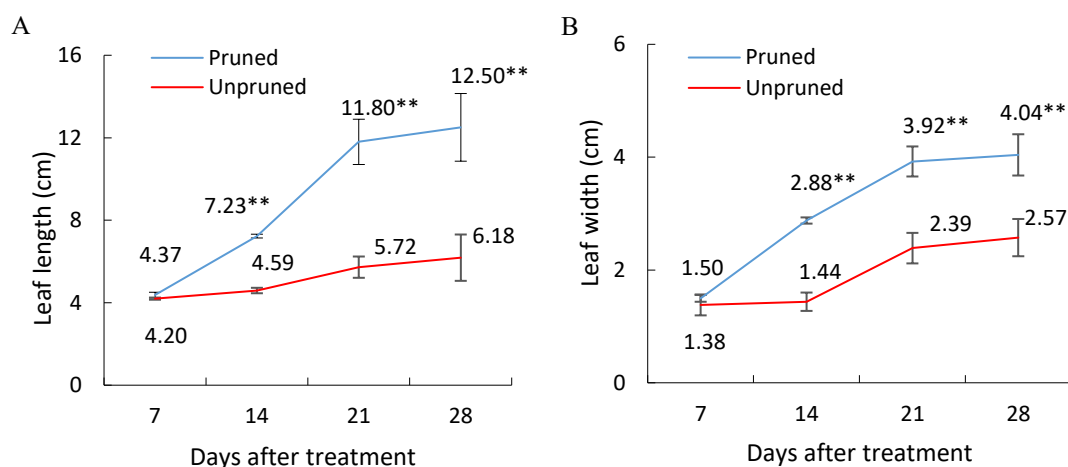 A
Leaf length (cm)
16
12
8
4
0
Pruned
Unpruned
4.37
7.23**
11.80**
12.50**
4.20
4.59
5.72
6.18
7 14 21 28
Days after treatment
B
Leaf width (cm)
6
4
2
0
Pruned
Unpruned
1.50
2.88**
3.92**
4.04**
1.38
1.44
2.39
2.57
7 14 21 28
Days after treatment